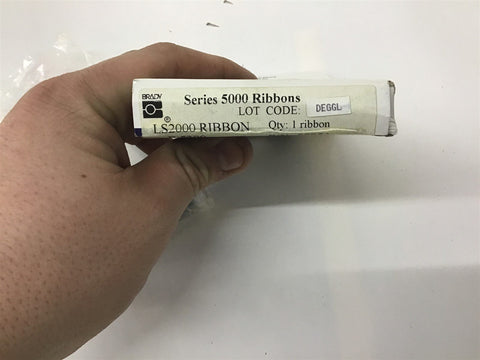 BRADY
Series 5000 Ribbons
LOT CODE: DEGGL
®
LS2000 RIBBON Qty: 1 ribbon